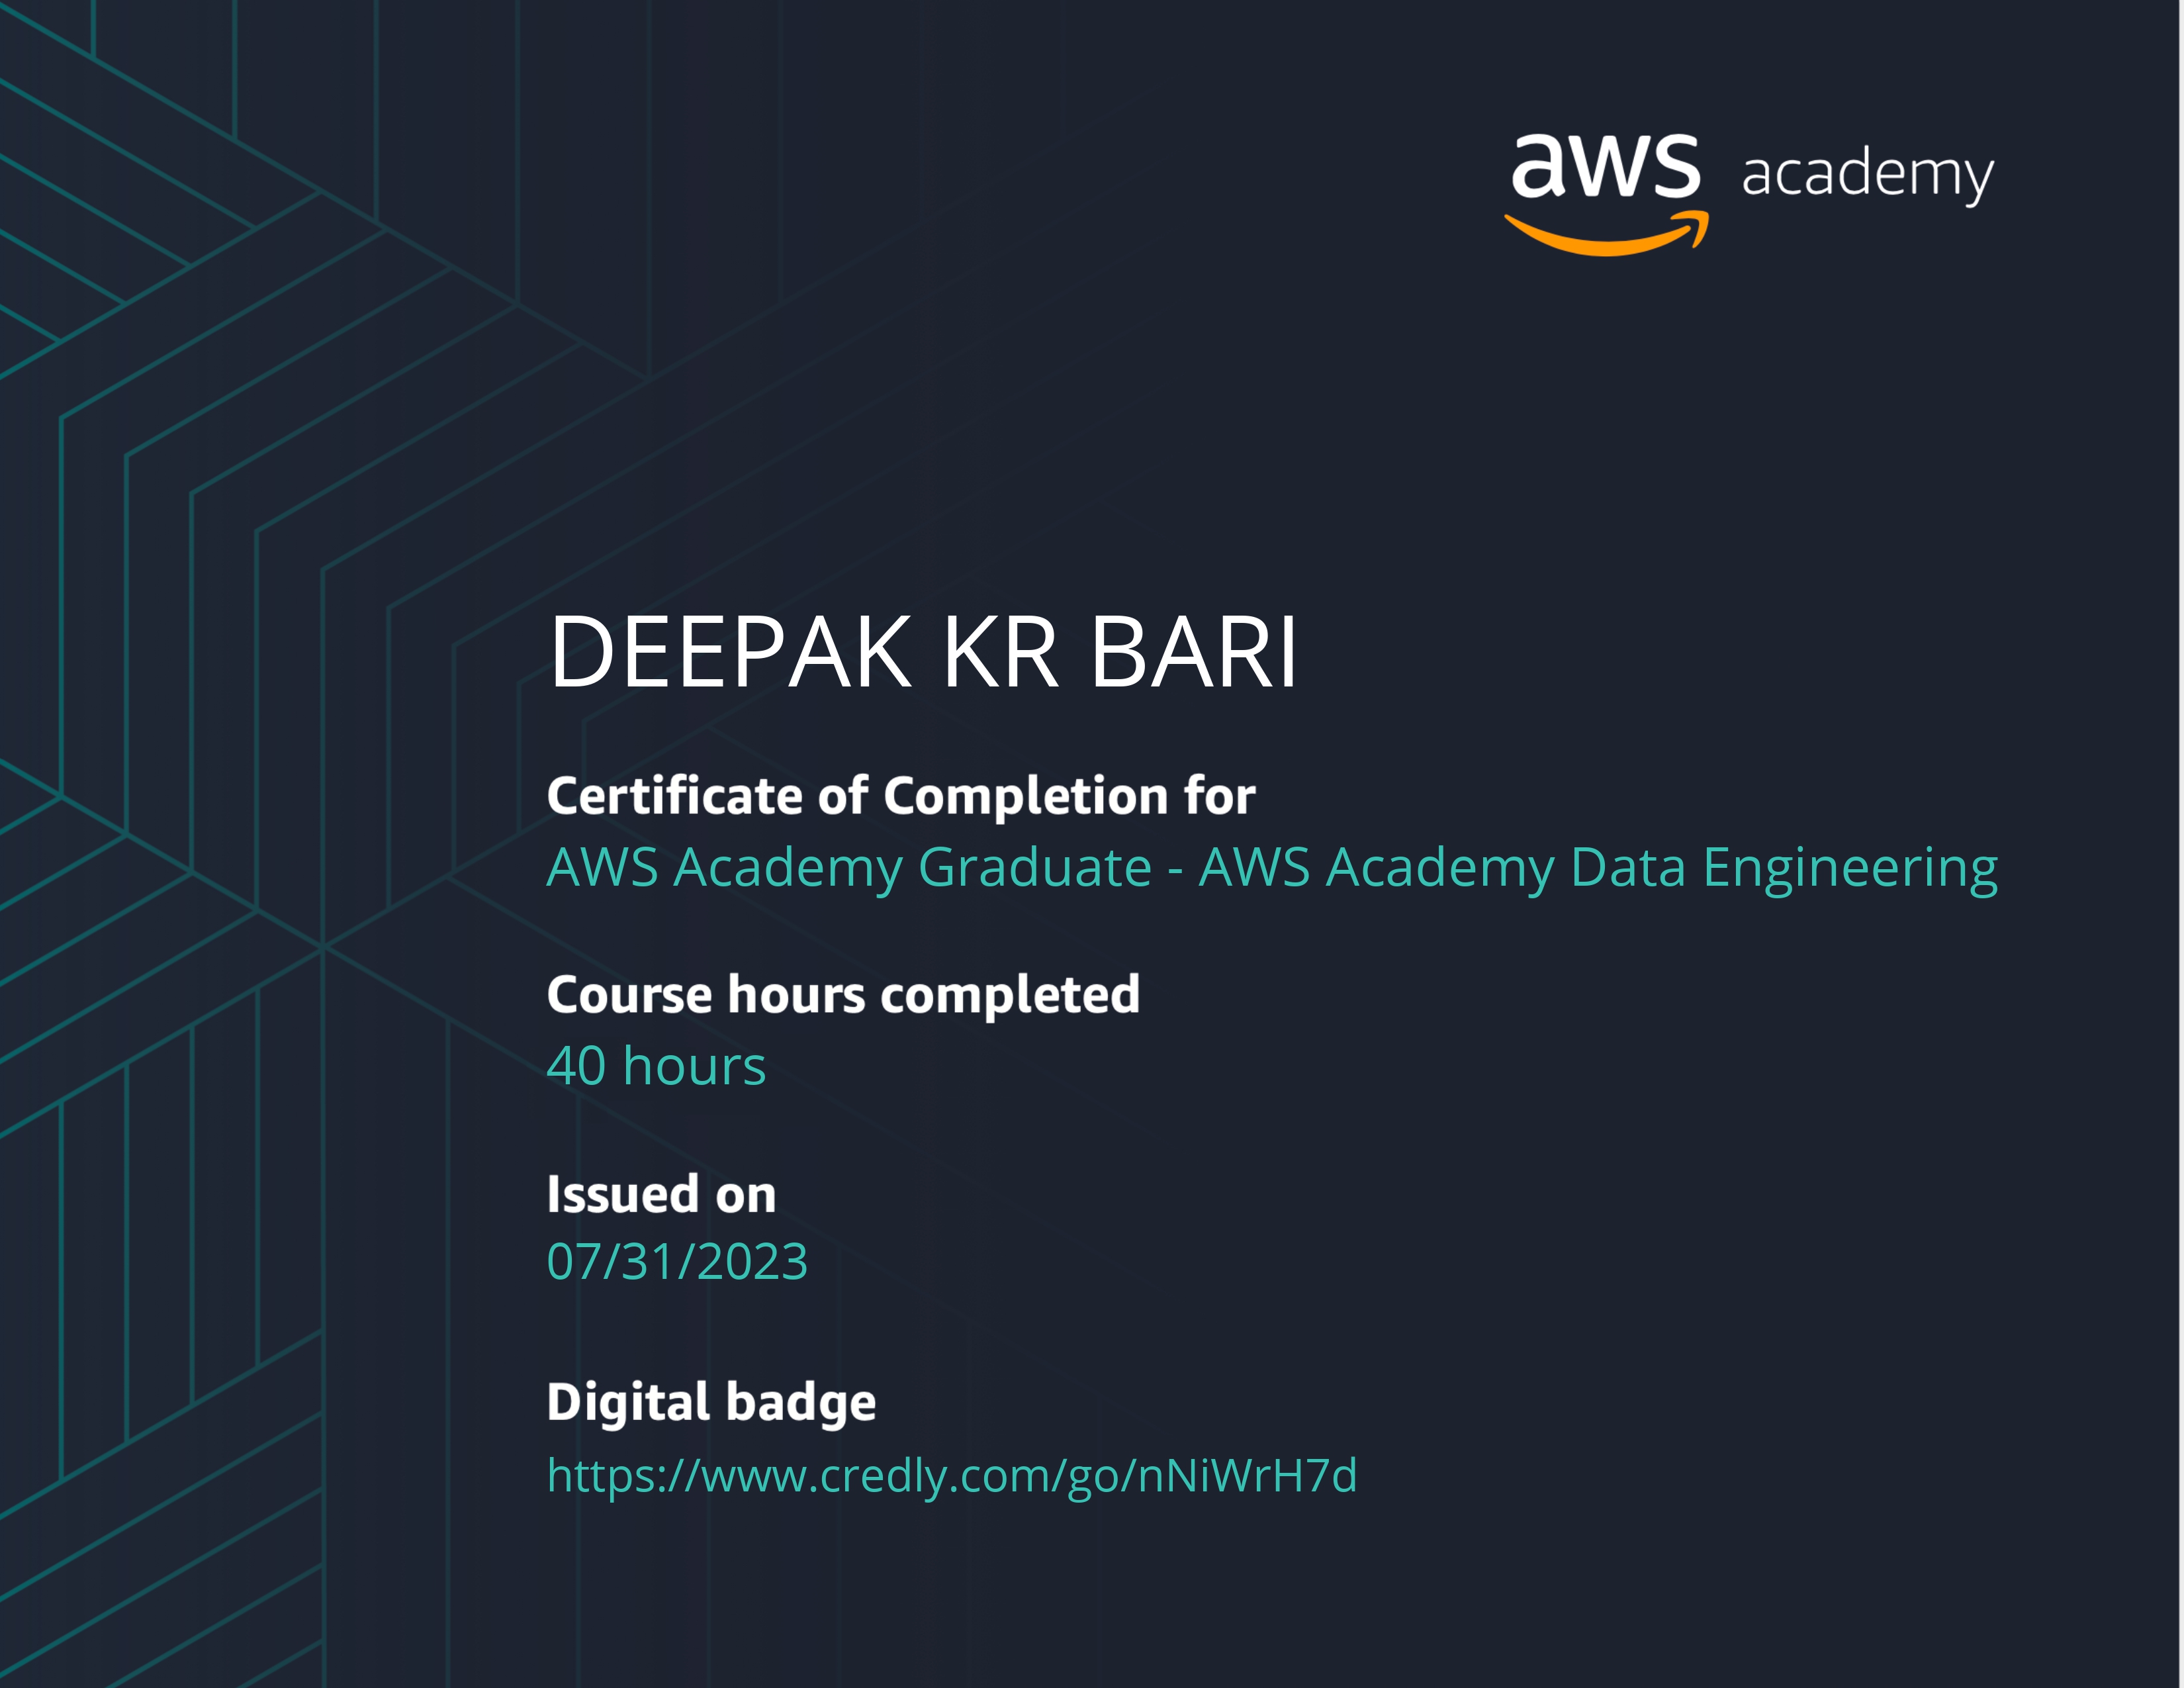 aws academy
DEEPAK KR BARI
Certificate of Completion for
AWS Academy Graduate - AWS Academy Data Engineering
Course hours completed
40 hours
Issued on
07/31/2023
Digital badge
https://www.credly.com/go/nNiWrH7d